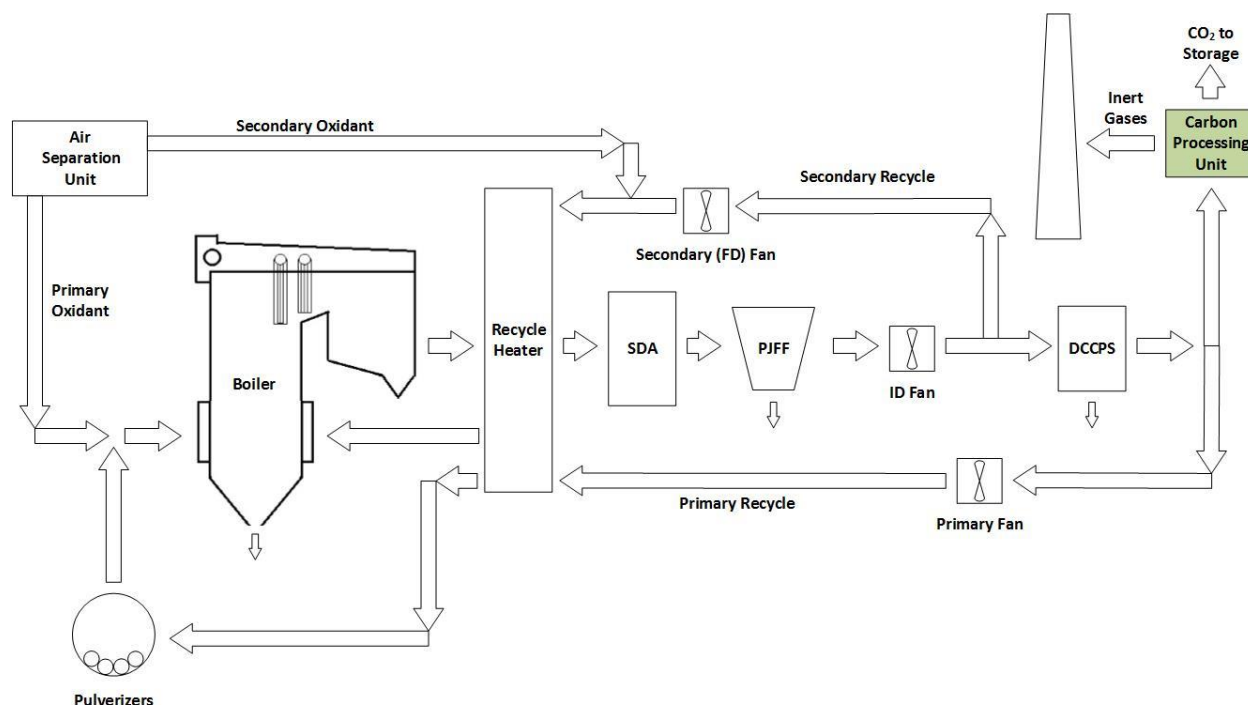 CO₂ to
Storage
Inert
Gases
Carbon
Processing
Unit
Air
Separation
Unit
Secondary Oxidant
Secondary Recycle
Secondary (FD) Fan
Primary
Oxidant
Boiler
Recycle
Heater
SDA
PJFF
ID Fan
DCCPS
Primary Recycle
Primary Fan
Pulverizers